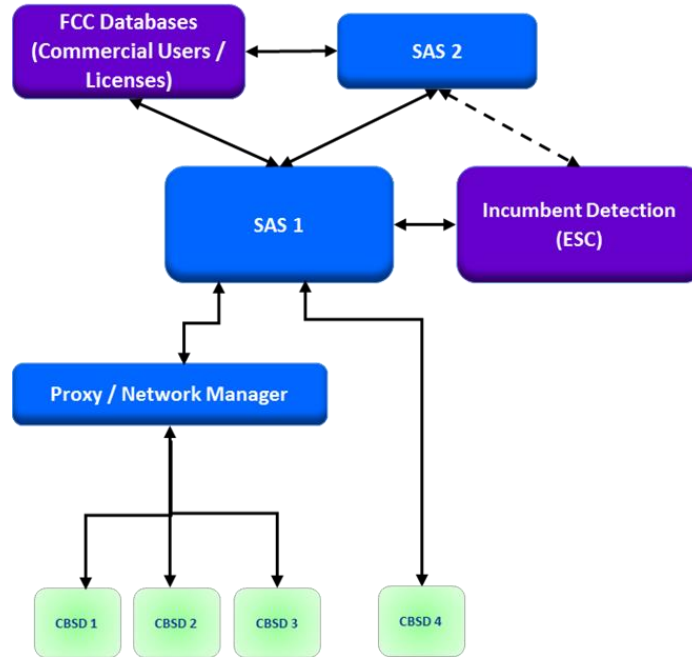 FCC Databases
(Commercial Users /
Licenses)
SAS 2
SAS 1
Incumbent Detection
(ESC)
Proxy / Network Manager
CBSD 1
CBSD 2
CBSD 3
CBSD 4